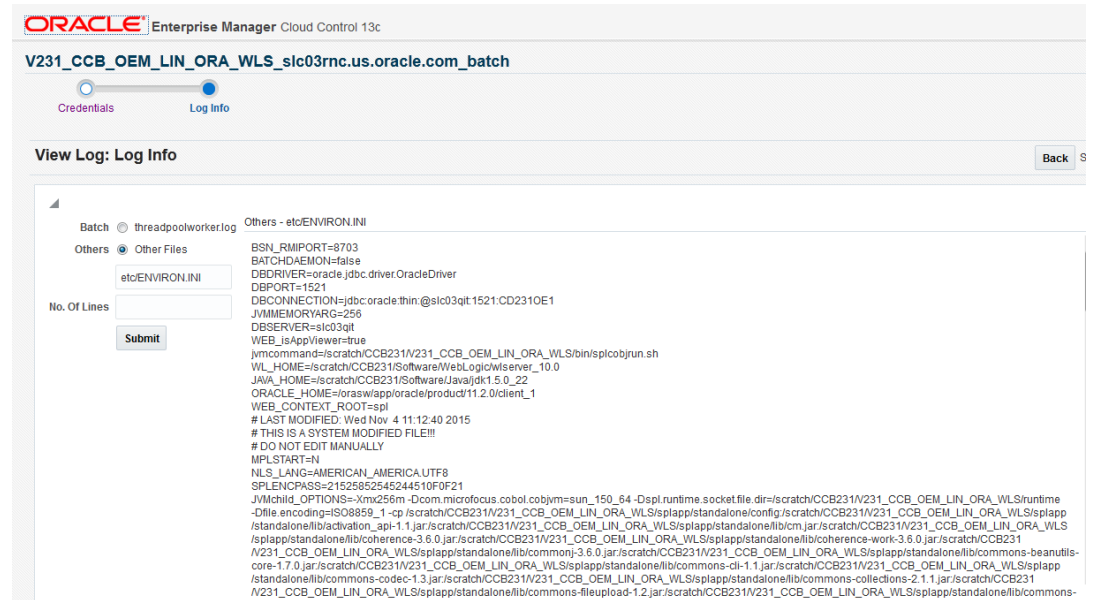 ORACLE Enterprise Manager Cloud Control 13c
V231_CCB_OEM_LIN_ORA_WLS_slc03rnc.us.oracle.com_batch
Credentials Log Info
View Log: Log Info
Back S
Batch threadpoolworker.log
Others Other Files
etc/ENVIRON.INI
No. Of Lines
Submit
Others - etc/ENVIRON.INI
BSN_RMIPORT=8703
BATCHDAEMON=false
DBDRIVER=oracle.jdbc.driver.OracleDriver
DBPORT=1521
DBCONNECTION=jdbc:oracle:thin:@slc03qit:1521:CD231OE1
JVMMEMORYARG=256
DBSERVER=slc03qit
WEB_isAppViewer=true
jvmcommand=/scratch/CCB231/V231_CCB_OEM_LIN_ORA_WLS/bin/splcobjrun.sh
WL_HOME=/scratch/CCB231/Software/WebLogic/wlserver_10.0
JAVA_HOME=/scratch/CCB231/Software/Java/jdk1.5.0_22
ORACLE_HOME=/orasw/app/oracle/product/11.2.0/client_1
WEB_CONTEXT_ROOT=spl
# LAST MODIFIED: Wed Nov 4 11:12:40 2015
# THIS IS A SYSTEM MODIFIED FILE!!!
# DO NOT EDIT MANUALLY
MPLSTART=N
NLS_LANG=AMERICAN_AMERICA.UTF8
SPLENCPASS=21525852545244510F0F21
JVMchild_OPTIONS=-Xmx256m -Dcom.microfocus.cobol.cobjvm=sun_150_64 -Dspl.runtime.socket.file.dir=/scratch/CCB231/V231_CCB_OEM_LIN_ORA_WLS/runtime
-Dfile.encoding=ISO8859_1 -cp /scratch/CCB231/V231_CCB_OEM_LIN_ORA_WLS/splapp/standalone/config:/scratch/CCB231/V231_CCB_OEM_LIN_ORA_WLS/splapp
/standalone/lib/activation_api-1.1.jar:/scratch/CCB231/V231_CCB_OEM_LIN_ORA_WLS/splapp/standalone/lib/cm.jar:/scratch/CCB231/V231_CCB_OEM_LIN_ORA_WLS
/splapp/standalone/lib/coherence-3.6.0.jar:/scratch/CCB231/V231_CCB_OEM_LIN_ORA_WLS/splapp/standalone/lib/coherence-work-3.6.0.jar:/scratch/CCB231
/V231_CCB_OEM_LIN_ORA_WLS/splapp/standalone/lib/commonj-3.6.0.jar:/scratch/CCB231/V231_CCB_OEM_LIN_ORA_WLS/splapp/standalone/lib/commons-beanutils-
core-1.7.0.jar:/scratch/CCB231/V231_CCB_OEM_LIN_ORA_WLS/splapp/standalone/lib/commons-cli-1.1.jar:/scratch/CCB231/V231_CCB_OEM_LIN_ORA_WLS/splapp
/standalone/lib/commons-codec-1.3.jar:/scratch/CCB231/V231_CCB_OEM_LIN_ORA_WLS/splapp/standalone/lib/commons-collections-2.1.1.jar:/scratch/CCB231
/V231_CCB_OEM_LIN_ORA_WLS/splapp/standalone/lib/commons-fileupload-1.2.jar:/scratch/CCB231/V231_CCB_OEM_LIN_ORA_WLS/splapp/standalone/lib/commons-